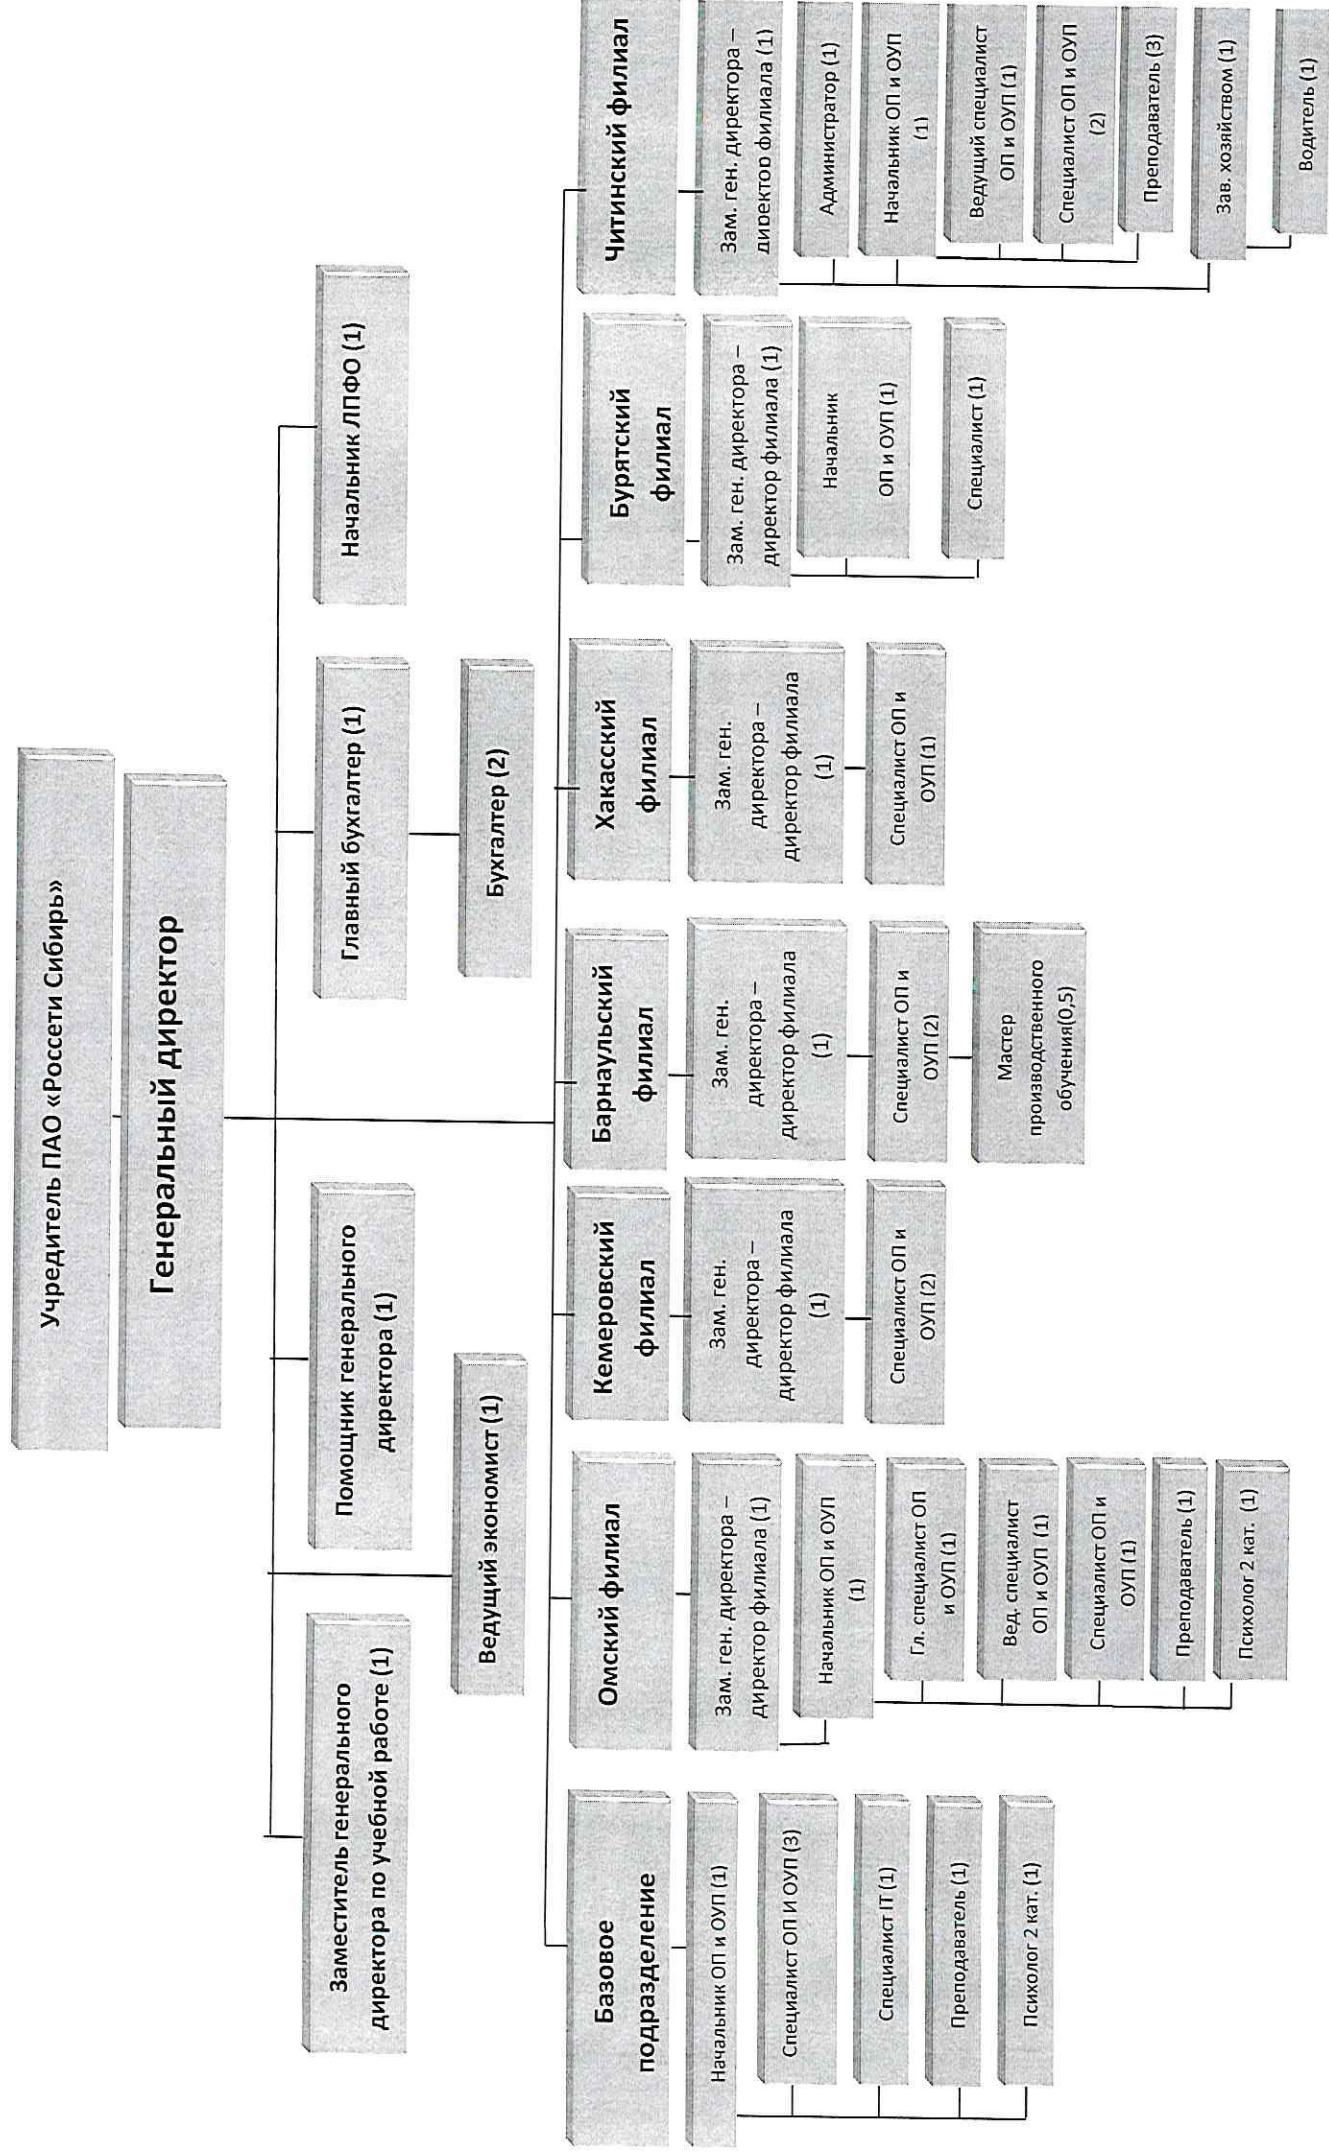 Учредитель ПАО «Россети Сибирь»
Генеральный директор
Заместитель генерального
директора по учебной работе (1)
Помощник генерального
директора (1)
Главный бухгалтер (1)
Начальник ЛПФО (1)
Ведущий экономист (1)
Бухгалтер (2)
Базовое
подразделение
Начальник ОП и ОУП (1)
Специалист ОП И ОУП (3)
Специалист IT (1)
Преподаватель (1)
Психолог 2 кат. (1)
Омский филиал
Зам. ген. директора –
директор филиала (1)
Начальник ОП и ОУП
(1)
Гл. специалист ОП
и ОУП (1)
Вед. специалист
ОП и ОУП (1)
Специалист ОП и
ОУП (1)
Преподаватель (1)
Психолог 2 кат. (1)
Кемеровский
филиал
Зам. ген.
директора –
директор филиала
(1)
Специалист ОП и
ОУП (2)
Барнаульский
филиал
Зам. ген.
директора –
директор филиала
(1)
Специалист ОП и
ОУП (2)
Мастер
производственного
обучения(0,5)
Хакасский
филиал
Зам. ген.
директора –
директор филиала
(1)
Специалист ОП и
ОУП (1)
Бурятский
филиал
Зам. ген. директора –
директор филиала (1)
Начальник
ОП и ОУП (1)
Специалист (1)
Читинский филиал
Зам. ген. директора –
директор филиала (1)
Администратор (1)
Начальник ОП и ОУП
(1)
Ведущий специалист
ОП и ОУП (1)
Специалист ОП и ОУП
(2)
Преподаватель (3)
Зав. хозяйством (1)
Водитель (1)